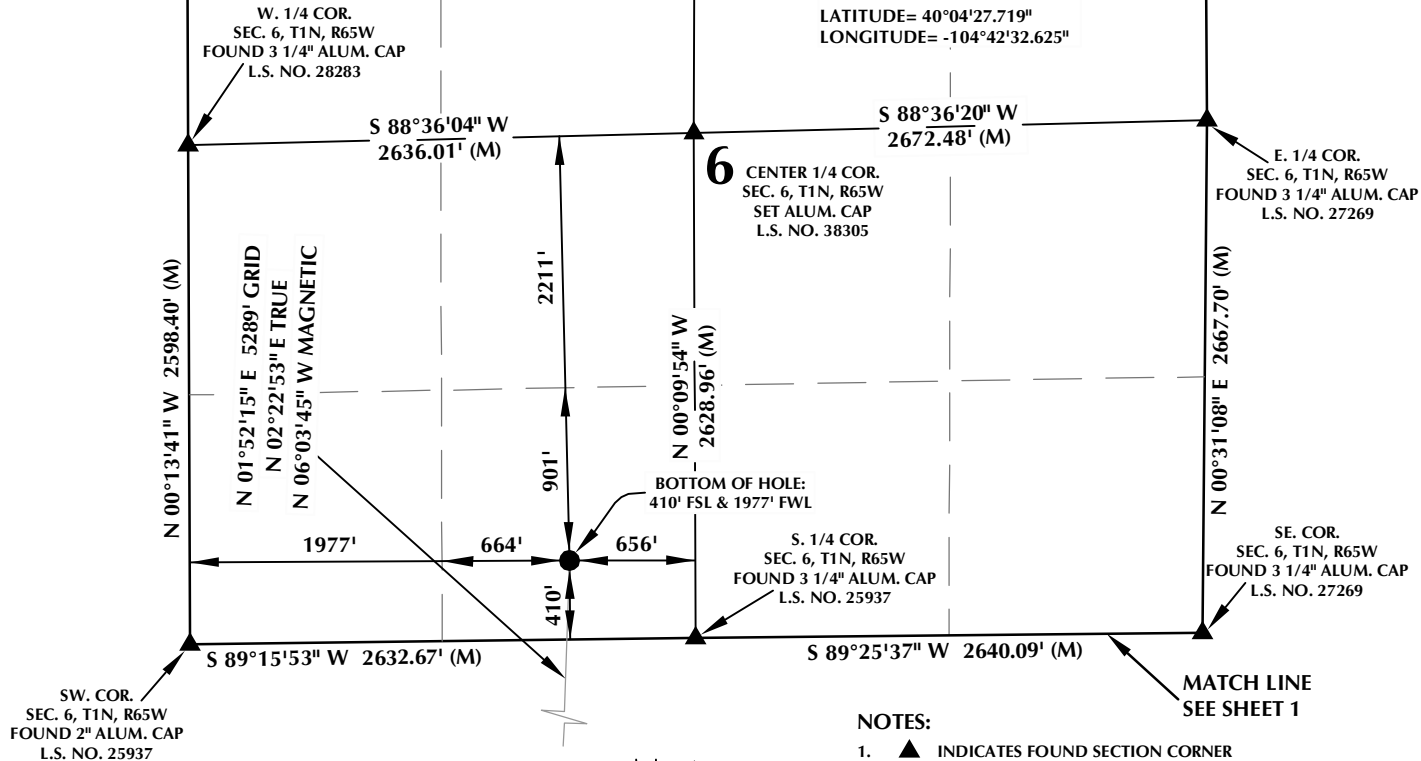 W. 1/4 COR.
SEC. 6, T1N, R65W
FOUND 3 1/4" ALUM. CAP
L.S. NO. 28283
LATITUDE= 40°04'27.719"
LONGITUDE= -104°42'32.625"
S 88°36'04" W
2636.01' (M)
S 88°36'20" W
2672.48' (M)
6
CENTER 1/4 COR.
SEC. 6, T1N, R65W
SET ALUM. CAP
L.S. NO. 38305
E. 1/4 COR.
SEC. 6, T1N, R65W
FOUND 3 1/4" ALUM. CAP
L.S. NO. 27269
N 00°13'41" W 2598.40' (M)
N 01°52'15" E 5289' GRID
N 02°22'53" E TRUE
N 06°03'45" W MAGNETIC
2211'
N 00°09'54" W
2628.96' (M)
N 00°31'08" E 2667.70' (M)
901'
BOTTOM OF HOLE:
410' FSL & 1977' FWL
1977'
664'
656'
410'
S. 1/4 COR.
SEC. 6, T1N, R65W
FOUND 3 1/4" ALUM. CAP
L.S. NO. 25937
SE. COR.
SEC. 6, T1N, R65W
FOUND 3 1/4" ALUM. CAP
L.S. NO. 27269
S 89°15'53" W 2632.67' (M)
S 89°25'37" W 2640.09' (M)
SW. COR.
SEC. 6, T1N, R65W
FOUND 2" ALUM. CAP
L.S. NO. 25937
MATCH LINE
SEE SHEET 1
NOTES:
1. ▲ INDICATES FOUND SECTION CORNER